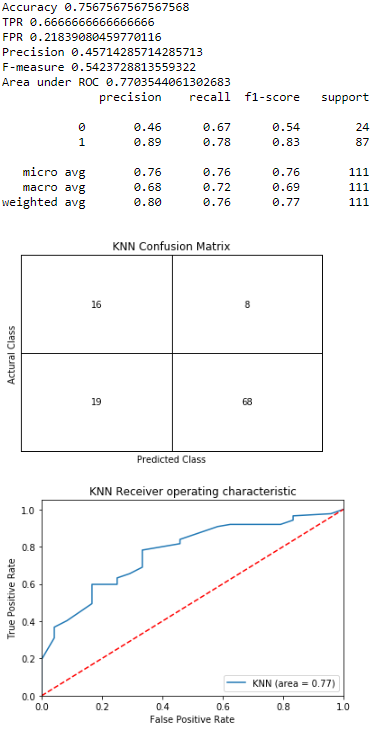 Accuracy 0.7567567567567568
TPR 0.6666666666666666
FPR 0.21839080459770116
Precision 0.45714285714285713
F-measure 0.5423728813559322
Area under ROC 0.7703544061302683
precision recall f1-score support
0 0.46 0.67 0.54 24
1 0.89 0.78 0.83 87
micro avg 0.76 0.76 0.76 111
macro avg 0.68 0.72 0.69 111
weighted avg 0.80 0.76 0.77 111
KNN Confusion Matrix
Actural Class
16 8
19 68
Predicted Class
KNN Receiver operating characteristic
True Positive Rate
1.0
0.8
0.6
0.4
0.2
0.0
KNN (area = 0.77)
0.0 0.2 0.4 0.6 0.8 1.0
False Positive Rate